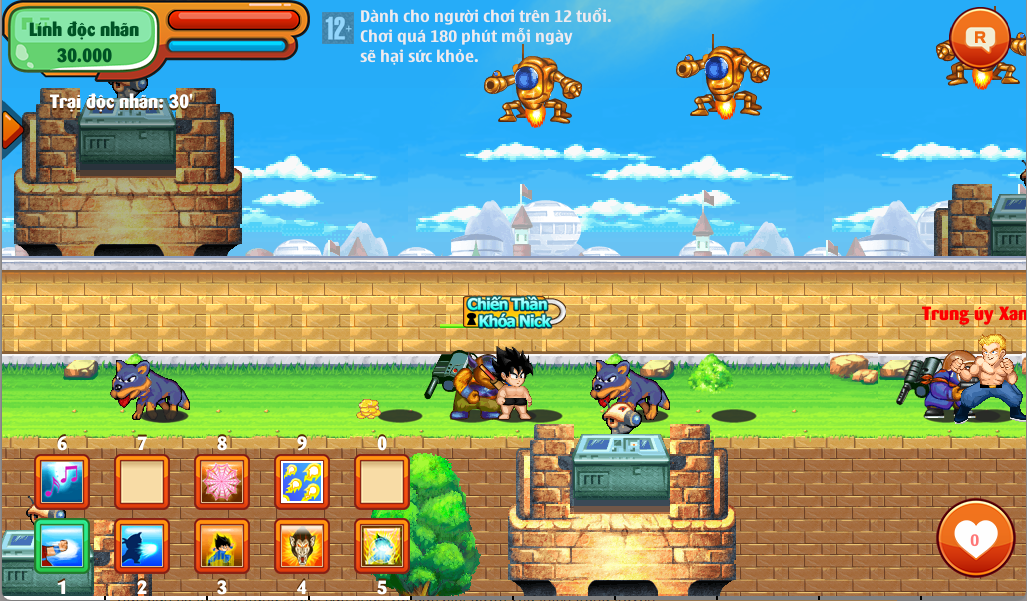 Lính độc nhãn
30.000
12+
Dành cho người chơi trên 12 tuổi.
Chơi quá 180 phút mỗi ngày
sẽ hại sức khỏe.
R
Trại độc nhãn: 30'
Chiến Thần
Khóa Nick
Trung úy Xan
6 7 8 9 0
1 2 3 4 5
0